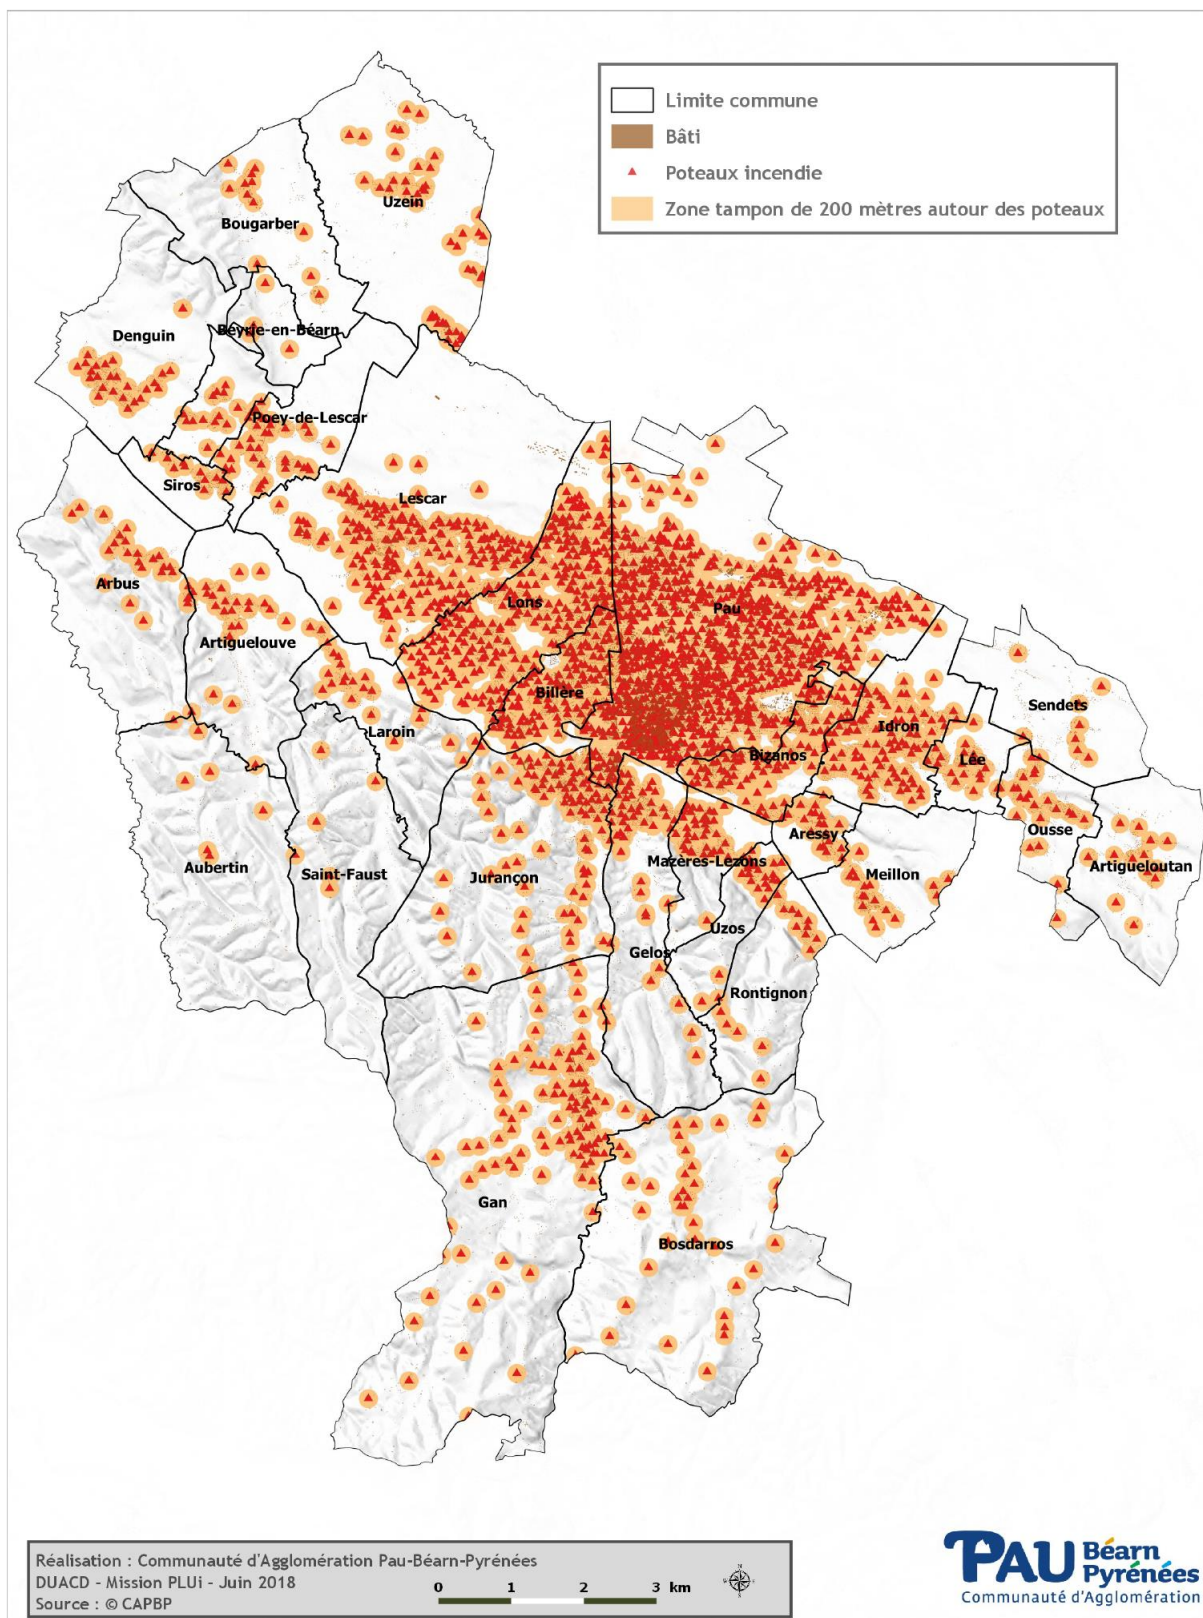 Limite commune
Bâti
Poteaux incendie
Zone tampon de 200 mètres autour des poteaux
Uzein
Bougarber
Denguin
Beyrie-en-Béarn
Poey-de-Lescar
Siros
Lescar
Arbus
Lons
Pau
Artiguelouve
Billère
Sendets
Laroin
Idron
Bizanos
Lée
Aressy
Ousse
Mazères-Lezons
Aubertin
Saint-Faust
Jurançon
Meillon
Artigueloutan
Uzos
Gelos
Rontignon
Gan
Bosdarros
Réalisation : Communauté d'Agglomération Pau-Béarn-Pyrénées
DUACD - Mission PLUi - Juin 2018
Source : © CAPBP
0 1 2 3 km
PAU Béarn
Pyrénées
Communauté d'Agglomération